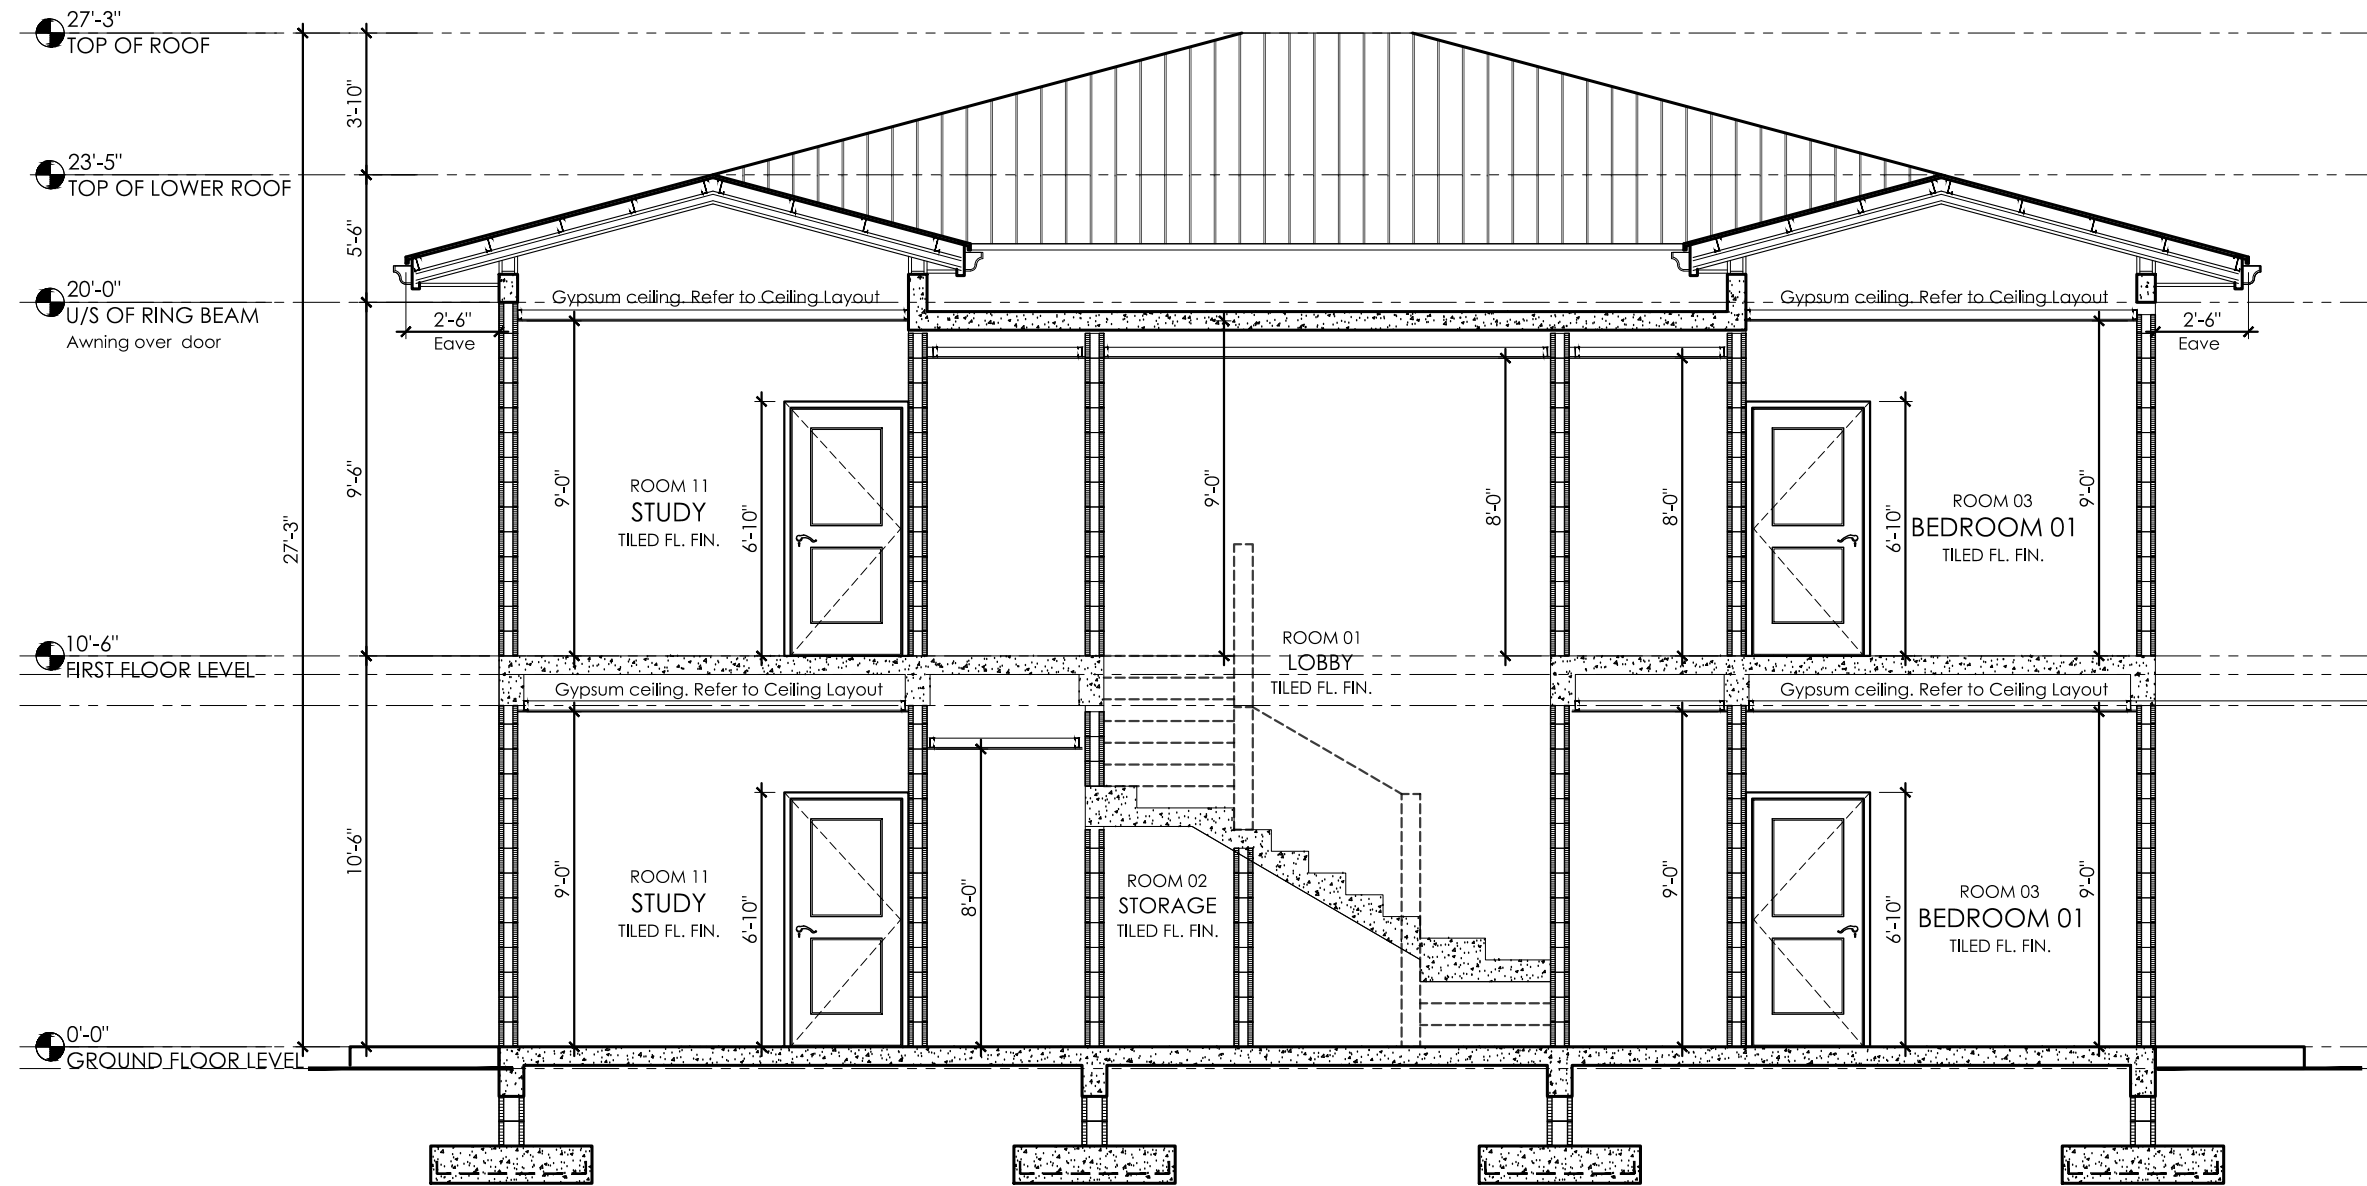 27'-3"
TOP OF ROOF
3'-10"
23'-5"
TOP OF LOWER ROOF
5'-6"
20'-0"
U/S OF RING BEAM
Awning over door
2'-6"
Eave
Gypsum ceiling. Refer to Ceiling Layout
Gypsum ceiling. Refer to Ceiling Layout
2'-6"
Eave
27'-3"
9'-6"
9'-0"
ROOM 11
STUDY
TILED FL. FIN.
6'-10"
9'-0"
8'-0"
8'-0"
6'-10"
ROOM 03
BEDROOM 01
TILED FL. FIN.
9'-0"
ROOM 01
LOBBY
TILED FL. FIN.
10'-6"
FIRST FLOOR LEVEL
Gypsum ceiling. Refer to Ceiling Layout
Gypsum ceiling. Refer to Ceiling Layout
10'-6"
9'-0"
ROOM 11
STUDY
TILED FL. FIN.
6'-10"
8'-0"
ROOM 02
STORAGE
TILED FL. FIN.
9'-0"
6'-10"
ROOM 03
BEDROOM 01
TILED FL. FIN.
9'-0"
0'-0"
GROUND FLOOR LEVEL